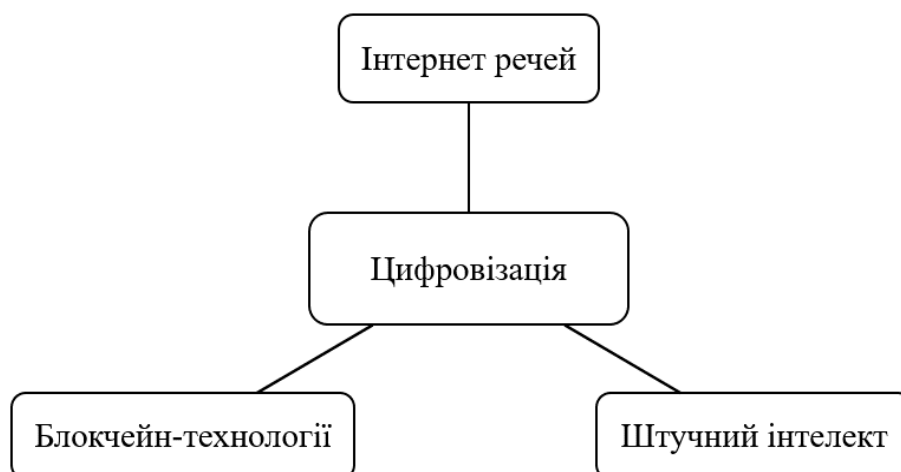 Інтернет речей
Цифровізація
Блокчейн-технології
Штучний інтелект